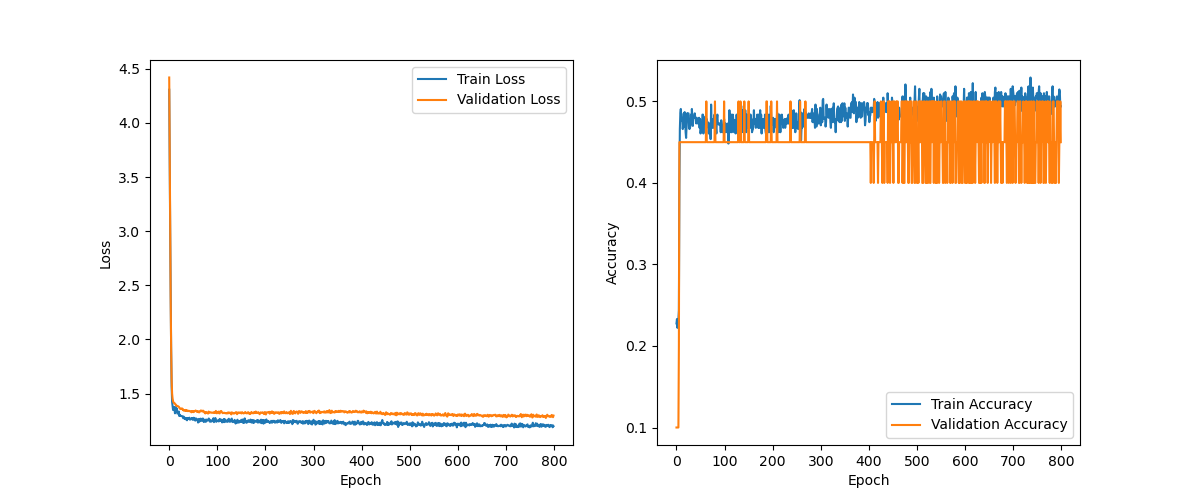 4.5
4.0
3.5
3.0
2.5
2.0
1.5
Loss
0 100 200 300 400 500 600 700 800
Epoch
Train Loss
Validation Loss
0.5
0.4
0.3
0.2
0.1
Accuracy
0 100 200 300 400 500 600 700 800
Epoch
Train Accuracy
Validation Accuracy